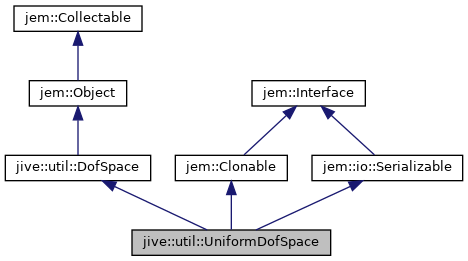 jem::Collectable
jem::Object
jem::Interface
jive::util::DofSpace
jem::Clonable
jem::io::Serializable
jive::util::UniformDofSpace